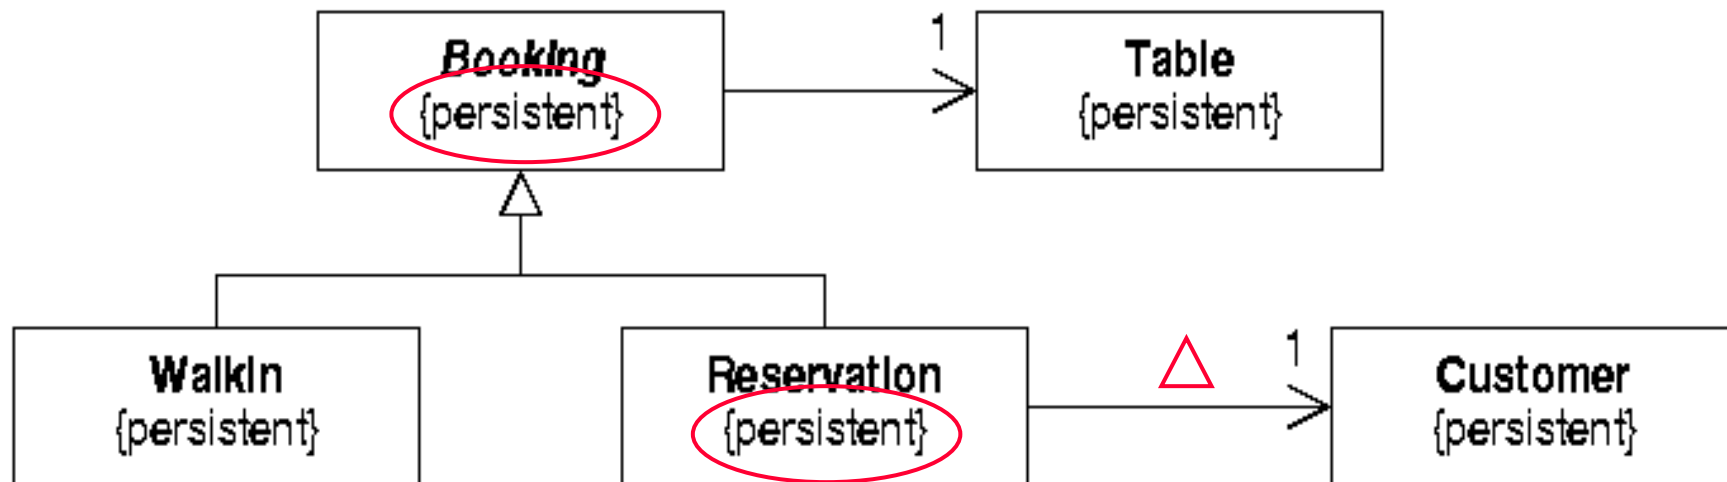 Booking
{persistent}
1
Table
{persistent}
WalkIn
{persistent}
Reservation
{persistent}
1
Customer
{persistent}